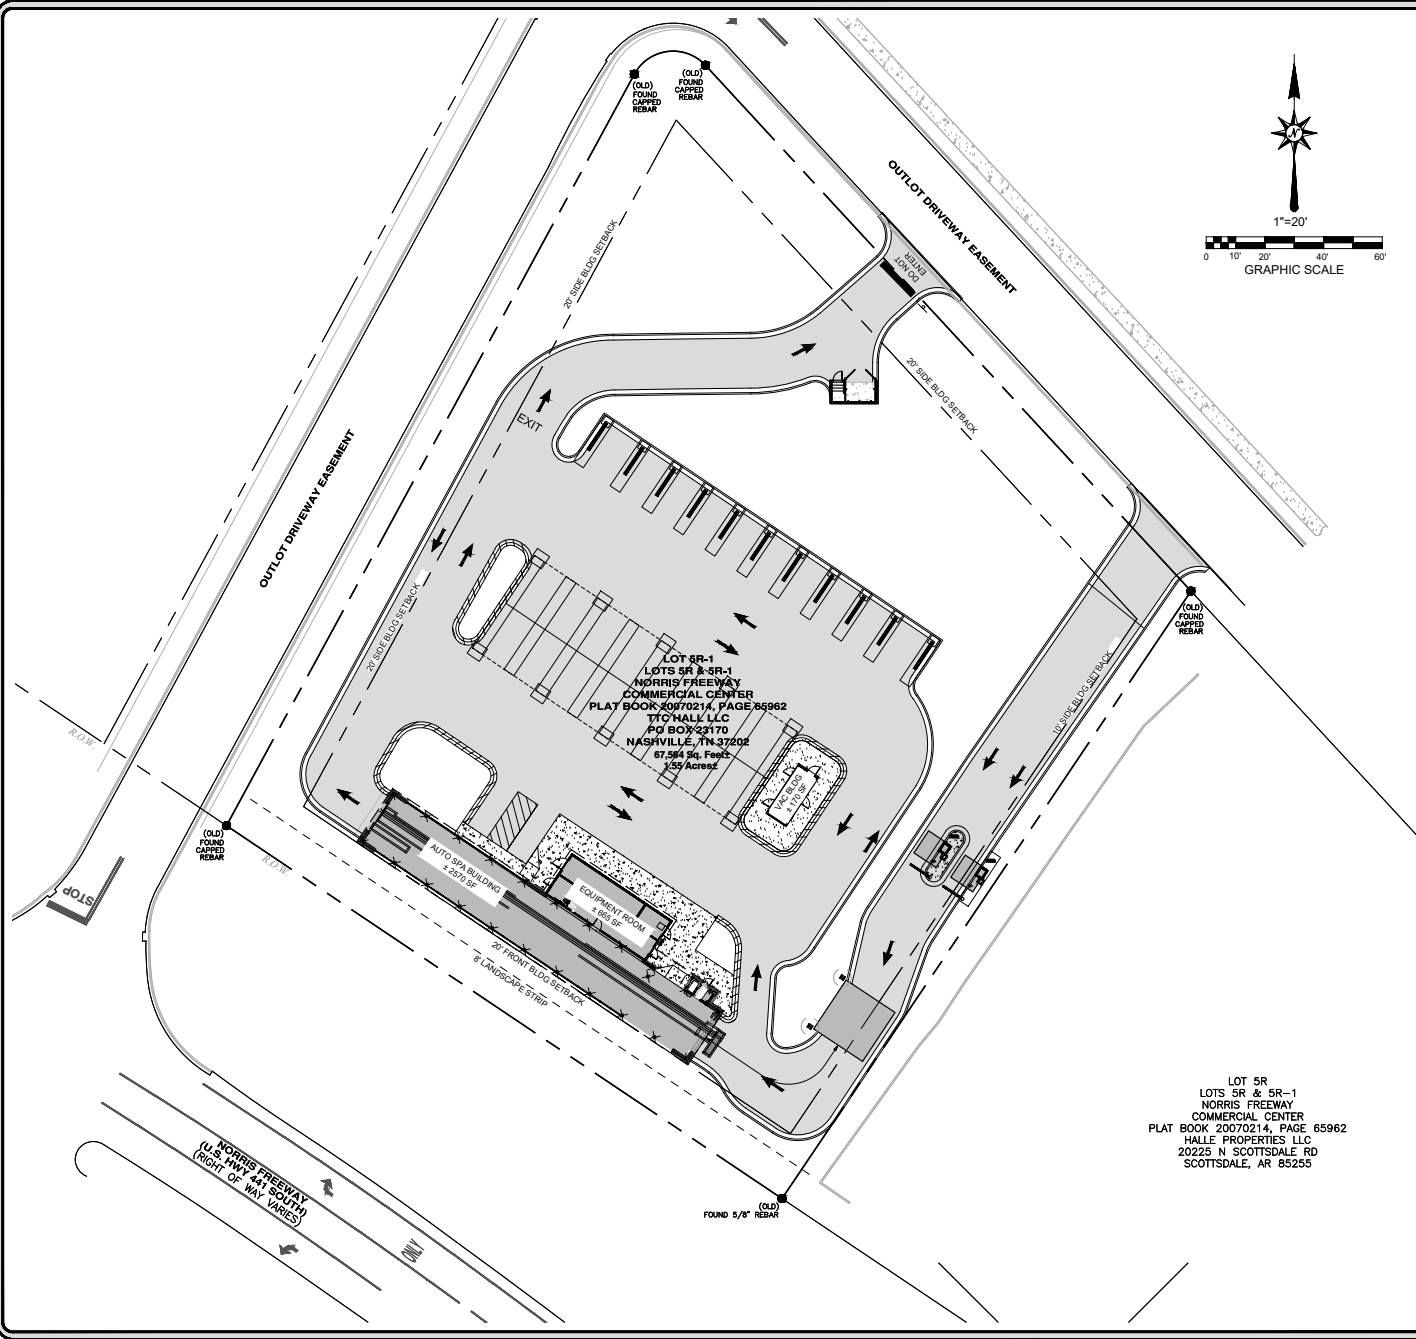 (OLD)
FOUND
CAPPED
REBAR
(OLD)
FOUND
CAPPED
REBAR
OUTLOT DRIVEWAY EASEMENT
N
1"=20'
0 10' 20' 40' 60'
GRAPHIC SCALE
20' SIDE BLDG SETBACK
DO NOT
ENTER
20' SIDE BLDG SETBACK
EXIT
OUTLOT DRIVEWAY EASEMENT
20' SIDE BLDG SETBACK
(OLD)
FOUND
CAPPED
REBAR
10' SIDE BLDG SETBACK
LOT 5R-1
LOTS 5R & 5R-1
NORRIS FREEWAY
COMMERCIAL CENTER
PLAT BOOK 20070214, PAGE 65962
TTC HALL LLC
PO BOX 23170
NASHVILLE, TN 37202
67,564 Sq. Feet±
1.55 Acres±
VAC BLDG
± 170 SF
R.O.W.
(OLD)
FOUND
CAPPED
REBAR
R.O.W.
STOP
AUTO SPA BUILDING
± 2570 SF
EQUIPMENT ROOM
± 665 SF
20' FRONT BLDG SETBACK
8' LANDSCAPE STRIP
(OLD)
FOUND 5/8" REBAR
NORRIS FREEWAY
(U.S. HWY 441 SOUTH)
(RIGHT OF WAY VARIES)
ONLY
LOT 5R
LOTS 5R & 5R-1
NORRIS FREEWAY
COMMERCIAL CENTER
PLAT BOOK 20070214, PAGE 65962
HALLE PROPERTIES LLC
20225 N SCOTTSDALE RD
SCOTTSDALE, AR 85255